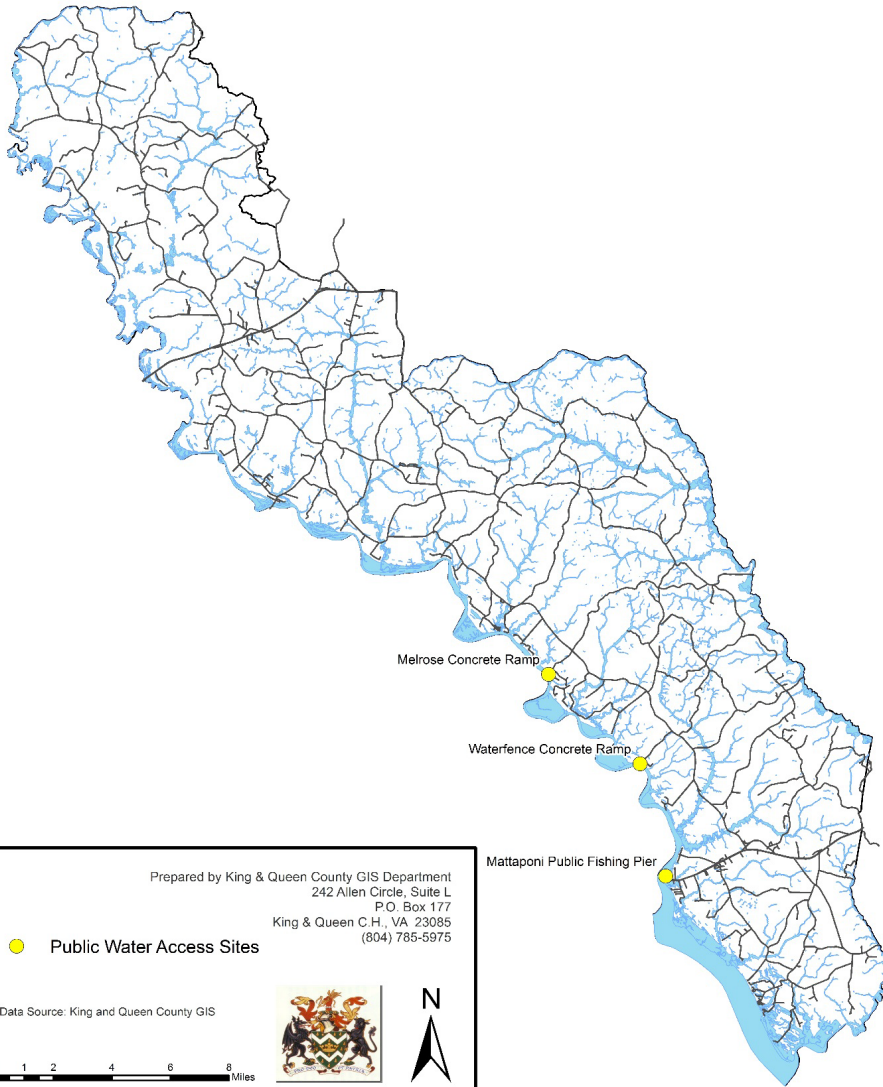 Melrose Concrete Ramp
Waterfence Concrete Ramp
Mattaponi Public Fishing Pier
Prepared by King & Queen County GIS Department
242 Allen Circle, Suite L
P.O. Box 177
King & Queen C.H., VA 23085
(804) 785-5975
Public Water Access Sites
Data Source: King and Queen County GIS
N
1 2 4 6 8
Miles